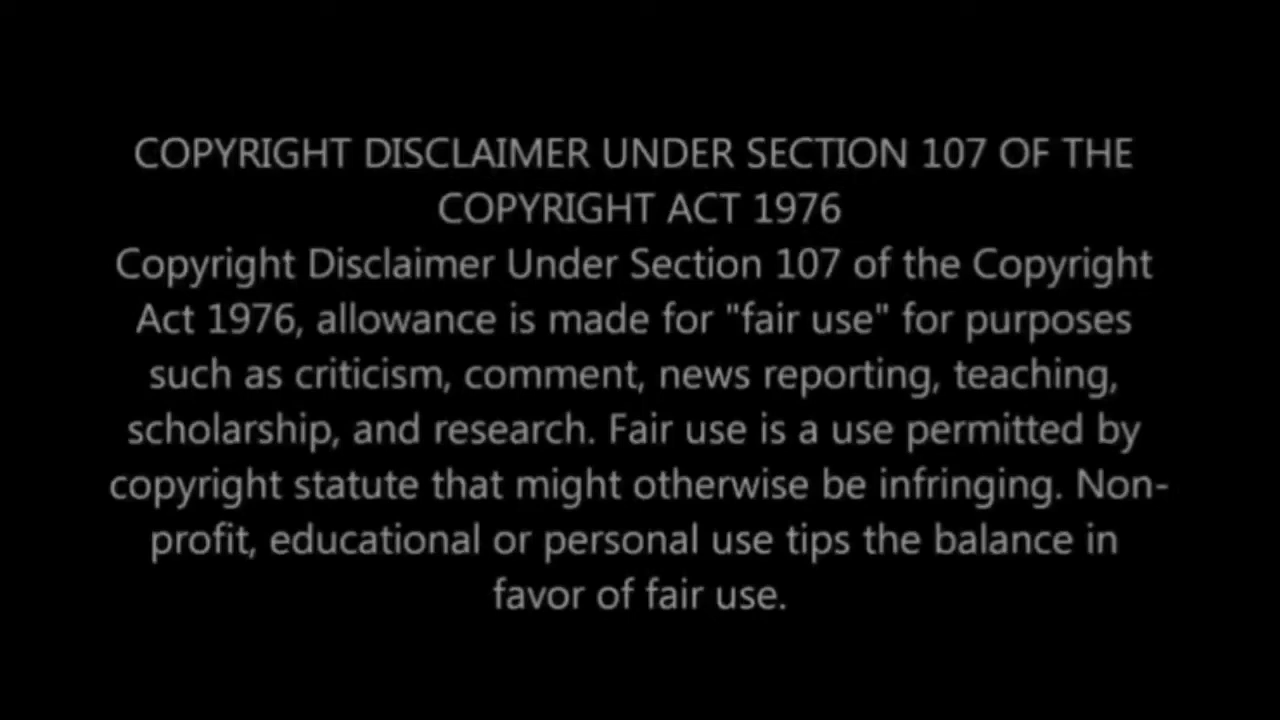 COPYRIGHT DISCLAIMER UNDER SECTION 107 OF THE
COPYRIGHT ACT 1976
Copyright Disclaimer Under Section 107 of the Copyright
Act 1976, allowance is made for "fair use" for purposes
such as criticism, comment, news reporting, teaching,
scholarship, and research. Fair use is a use permitted by
copyright statute that might otherwise be infringing. Non-
profit, educational or personal use tips the balance in
favor of fair use.